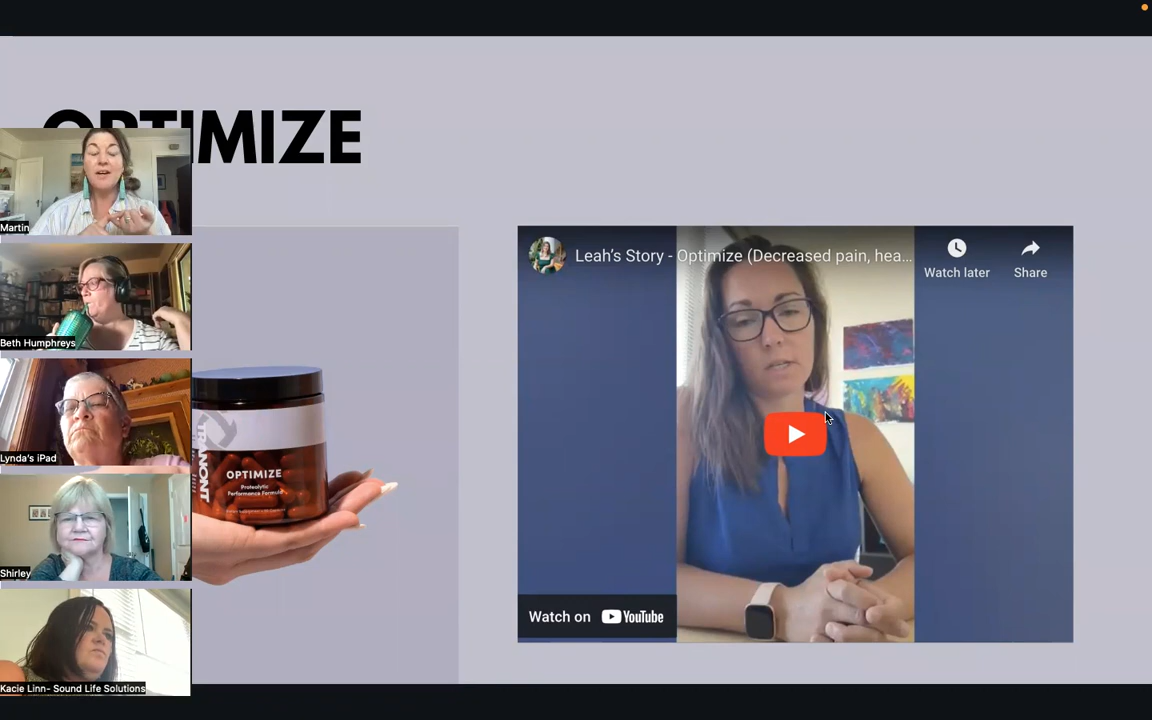 OPTIMIZE
Martin
Beth Humphreys
Lynda's iPad
Shirley
Kacie Linn- Sound Life Solutions
OPTIMIZE
Proteolytic
Performance Formula
Leah's Story - Optimize (Decreased pain, hea...
Watch later
Share
Watch on YouTube